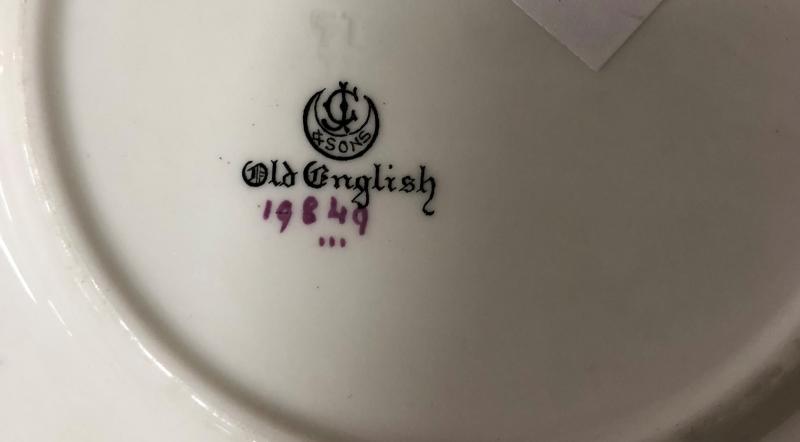 JC
& SONS
Old English
19849